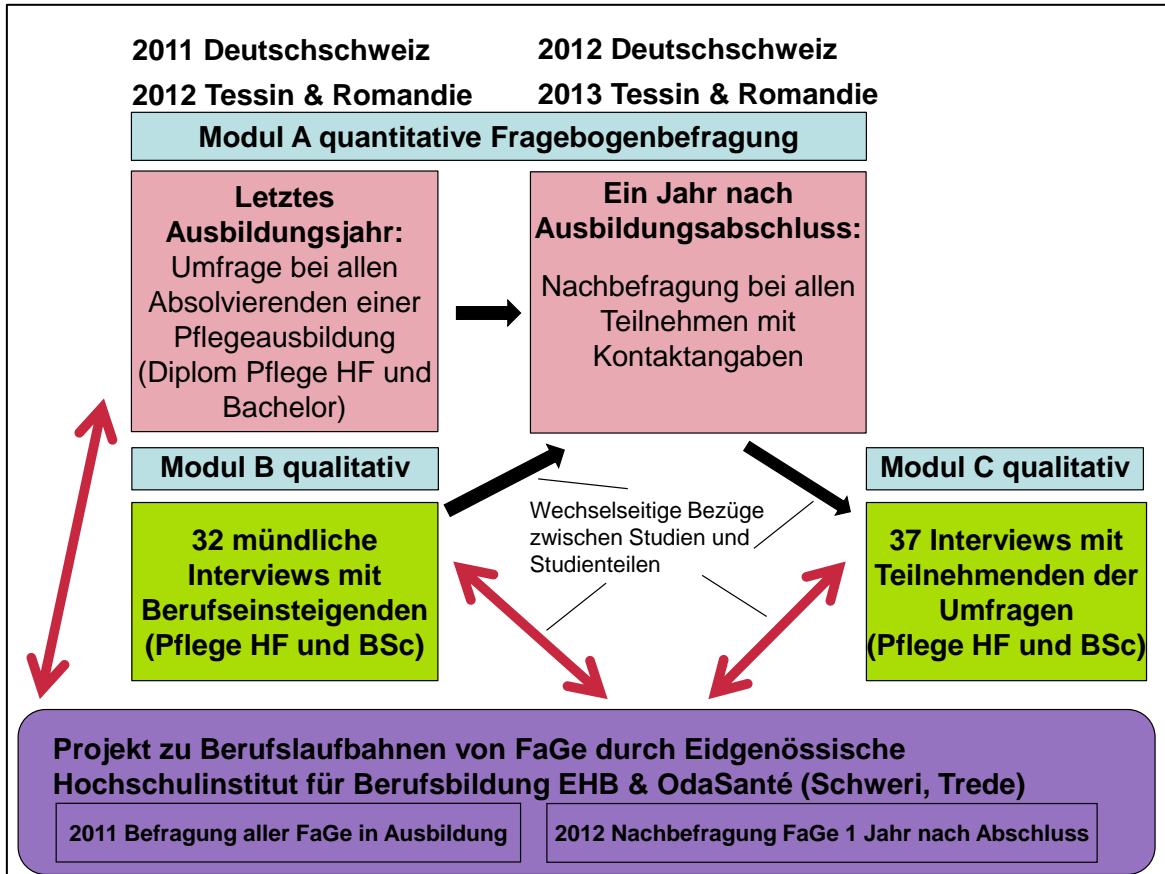 2011 Deutschschweiz
2012 Tessin & Romandie
2012 Deutschschweiz
2013 Tessin & Romandie
Modul A quantitative Fragebogenbefragung
Letztes
Ausbildungsjahr:
Umfrage bei allen
Absolvierenden einer
Pflegeausbildung
(Diplom Pflege HF und
Bachelor)
Ein Jahr nach
Ausbildungsabschluss:
Nachbefragung bei allen
Teilnehmen mit
Kontaktangaben
Modul B qualitativ
32 mündliche
Interviews mit
Berufseinsteigenden
(Pflege HF und BSc)
Wechselseitige Bezüge
zwischen Studien und
Studienteilen
Modul C qualitativ
37 Interviews mit
Teilnehmenden der
Umfragen
(Pflege HF und BSc)
Projekt zu Berufslaufbahnen von FaGe durch Eidgenössische
Hochschulinstitut für Berufsbildung EHB & OdaSanté (Schweri, Trede)
2011 Befragung aller FaGe in Ausbildung
2012 Nachbefragung FaGe 1 Jahr nach Abschluss